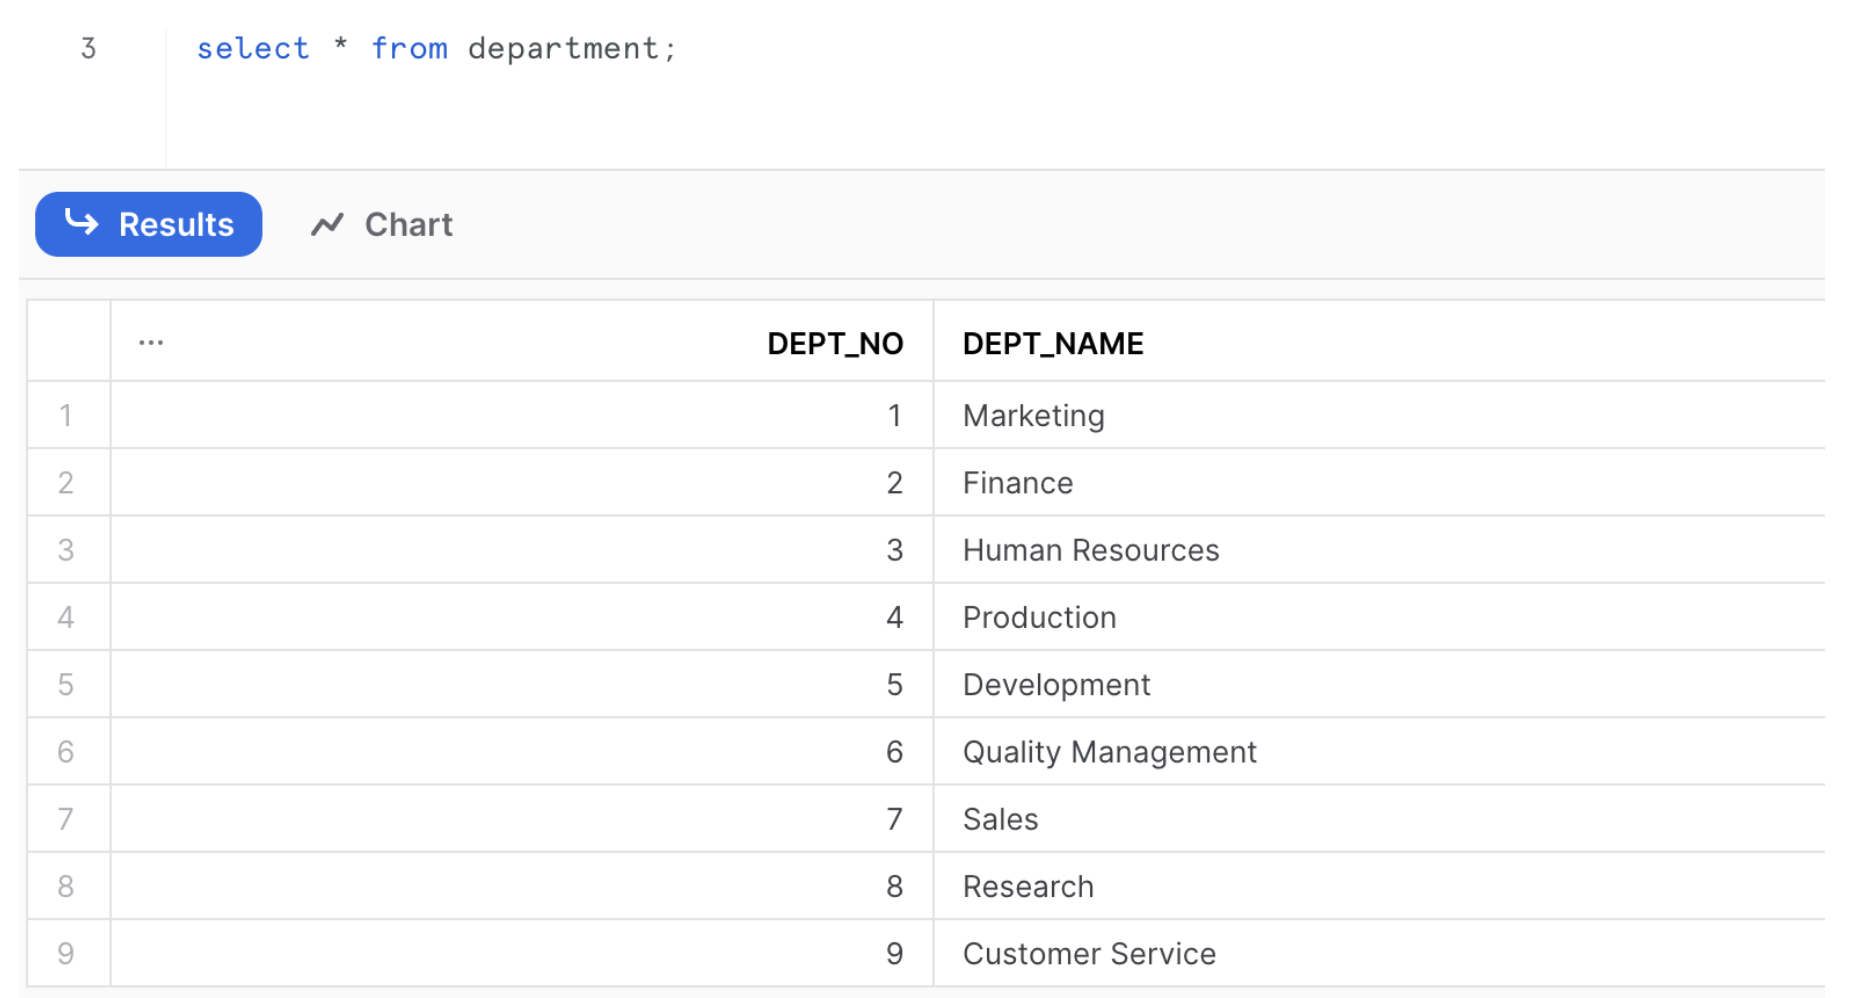 3 select * from department;
Results Chart
... DEPT_NO DEPT_NAME
1 1 Marketing
2 2 Finance
3 3 Human Resources
4 4 Production
5 5 Development
6 6 Quality Management
7 7 Sales
8 8 Research
9 9 Customer Service